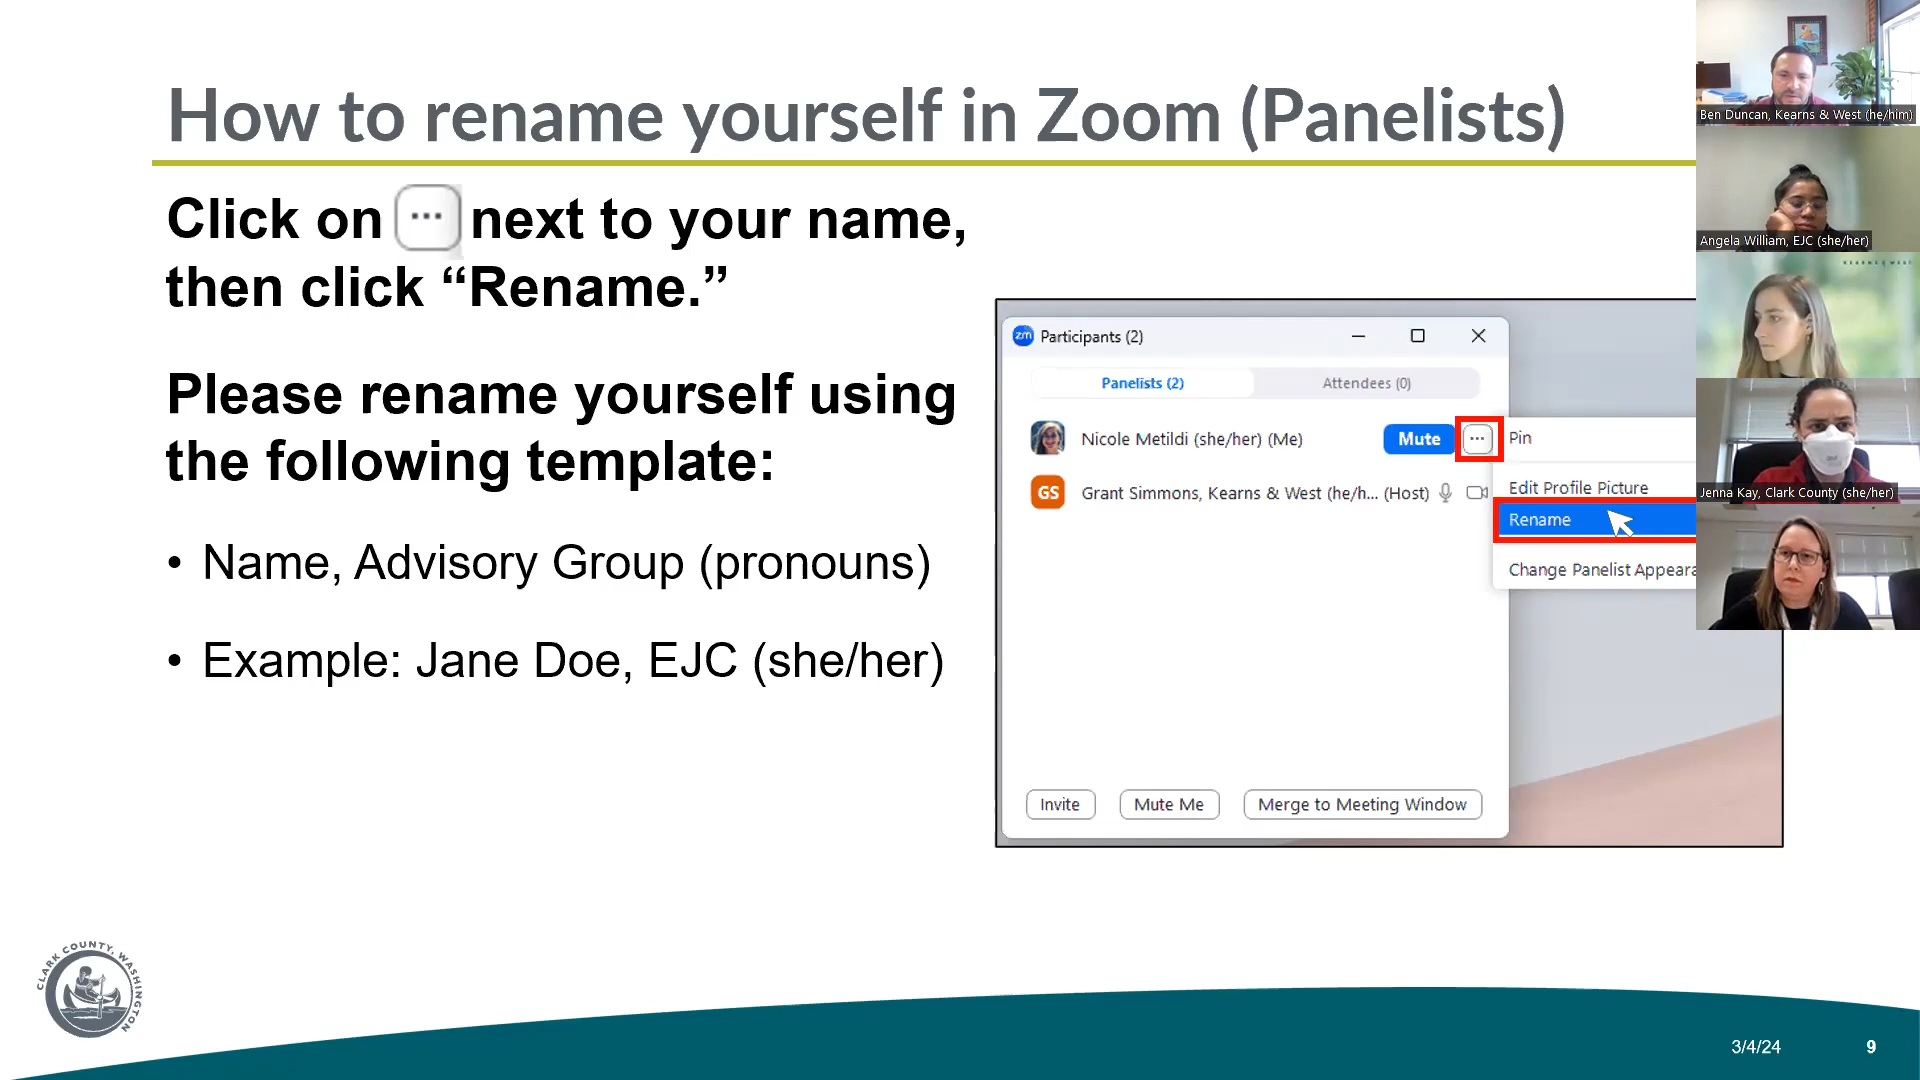 How to rename yourself in Zoom (Panelists)
Click on ... next to your name,
then click “Rename.”
Please rename yourself using
the following template:
• Name, Advisory Group (pronouns)
• Example: Jane Doe, EJC (she/her)
zm Participants (2)
Panelists (2) Attendees (0)
Nicole Metildi (she/her) (Me) Mute ...
GS Grant Simmons, Kearns & West (he/h... (Host)
Pin
Edit Profile Picture
Rename
Change Panelist Appeara
Invite Mute Me Merge to Meeting Window
Ben Duncan, Kearns & West (he/him)
Angela William, EJC (she/her)
KEARNS & WEST
Jenna Kay, Clark County (she/her)
CLARK COUNTY, WASHINGTON
3/4/24 9